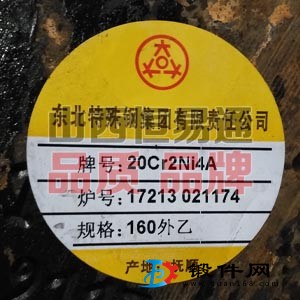 东北特殊钢集团有限责任公司
山西恒易通
品质 品牌
牌号:20Cr2Ni4A
炉号:17213 021174
规格:160外乙
产地:抚顺
锻件网